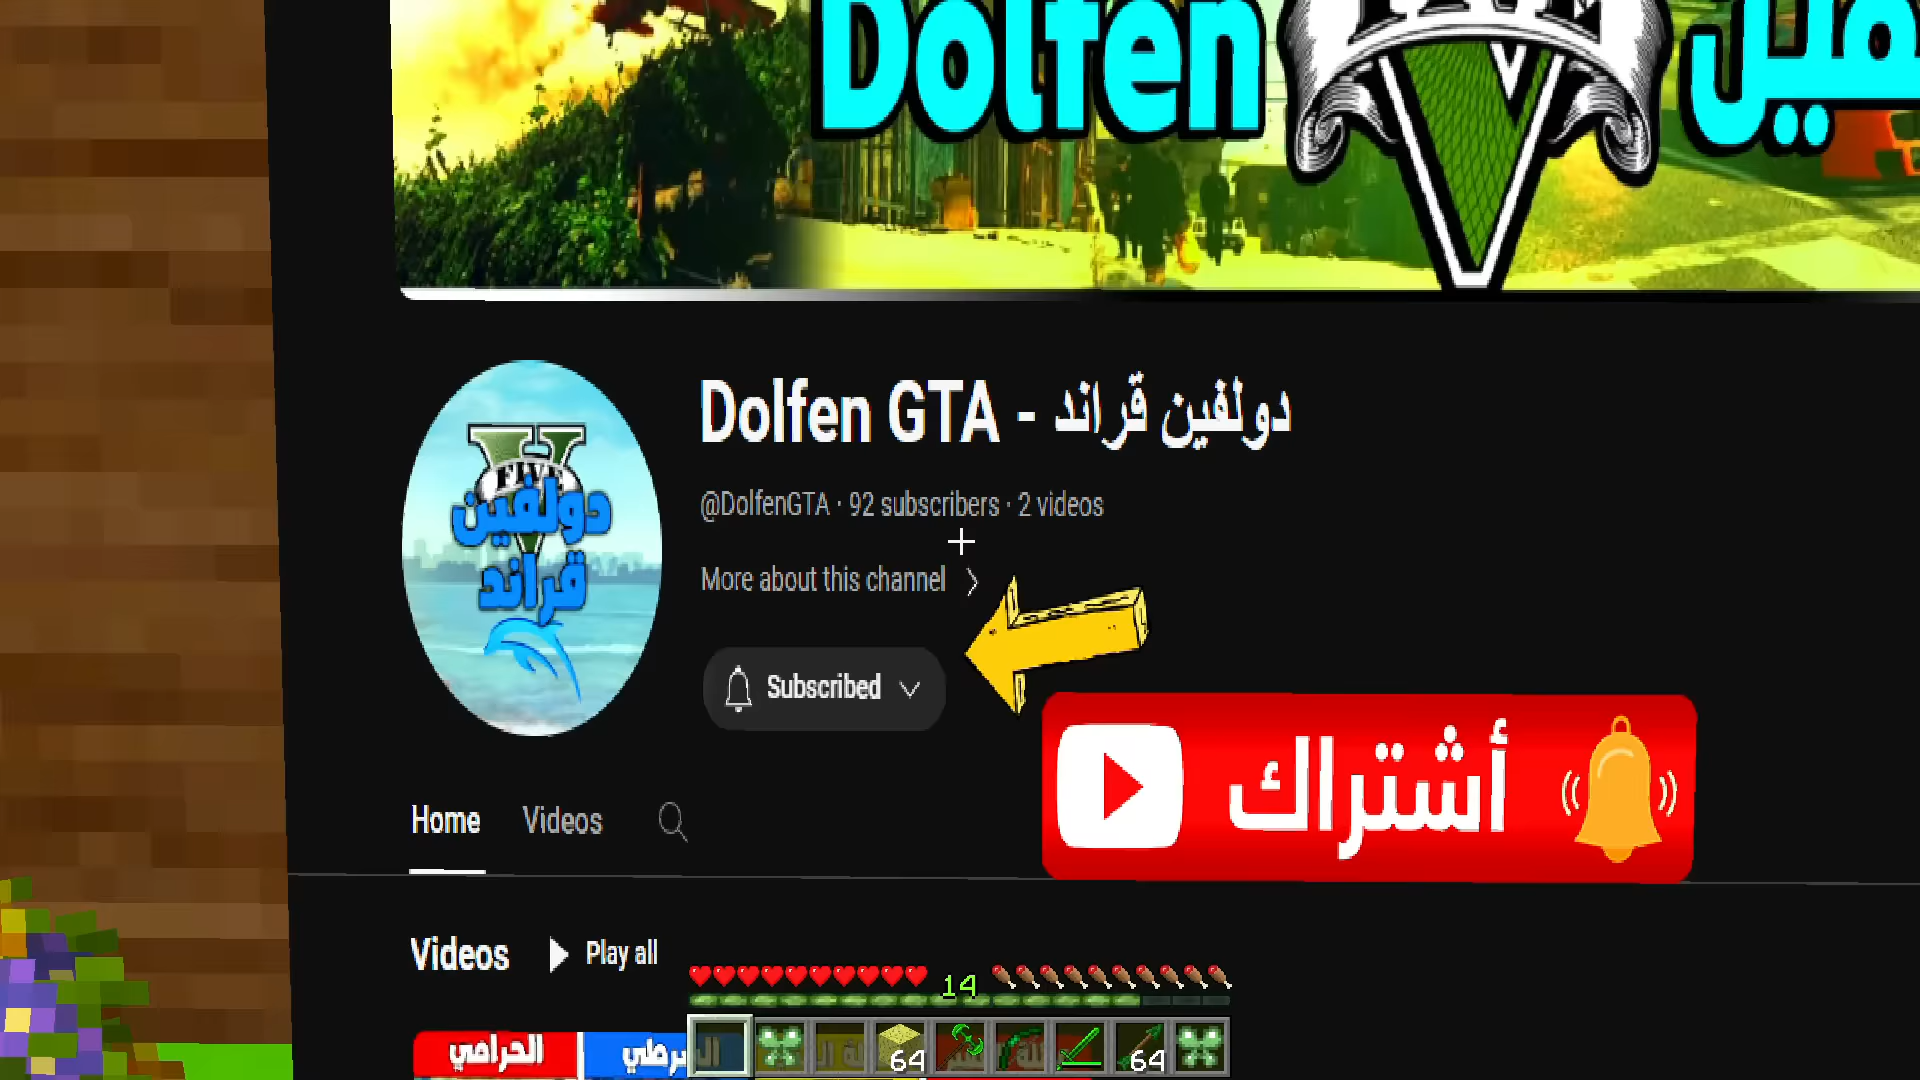 Dolfen
FIVE
Dolfen GTA - دولفين قراند
@DolfenGTA · 92 subscribers · 2 videos
More about this channel
Subscribed
V
FIVE
دولفين
قراند
أشتراك
Home Videos
Videos Play all
14
الحرامي
64
64